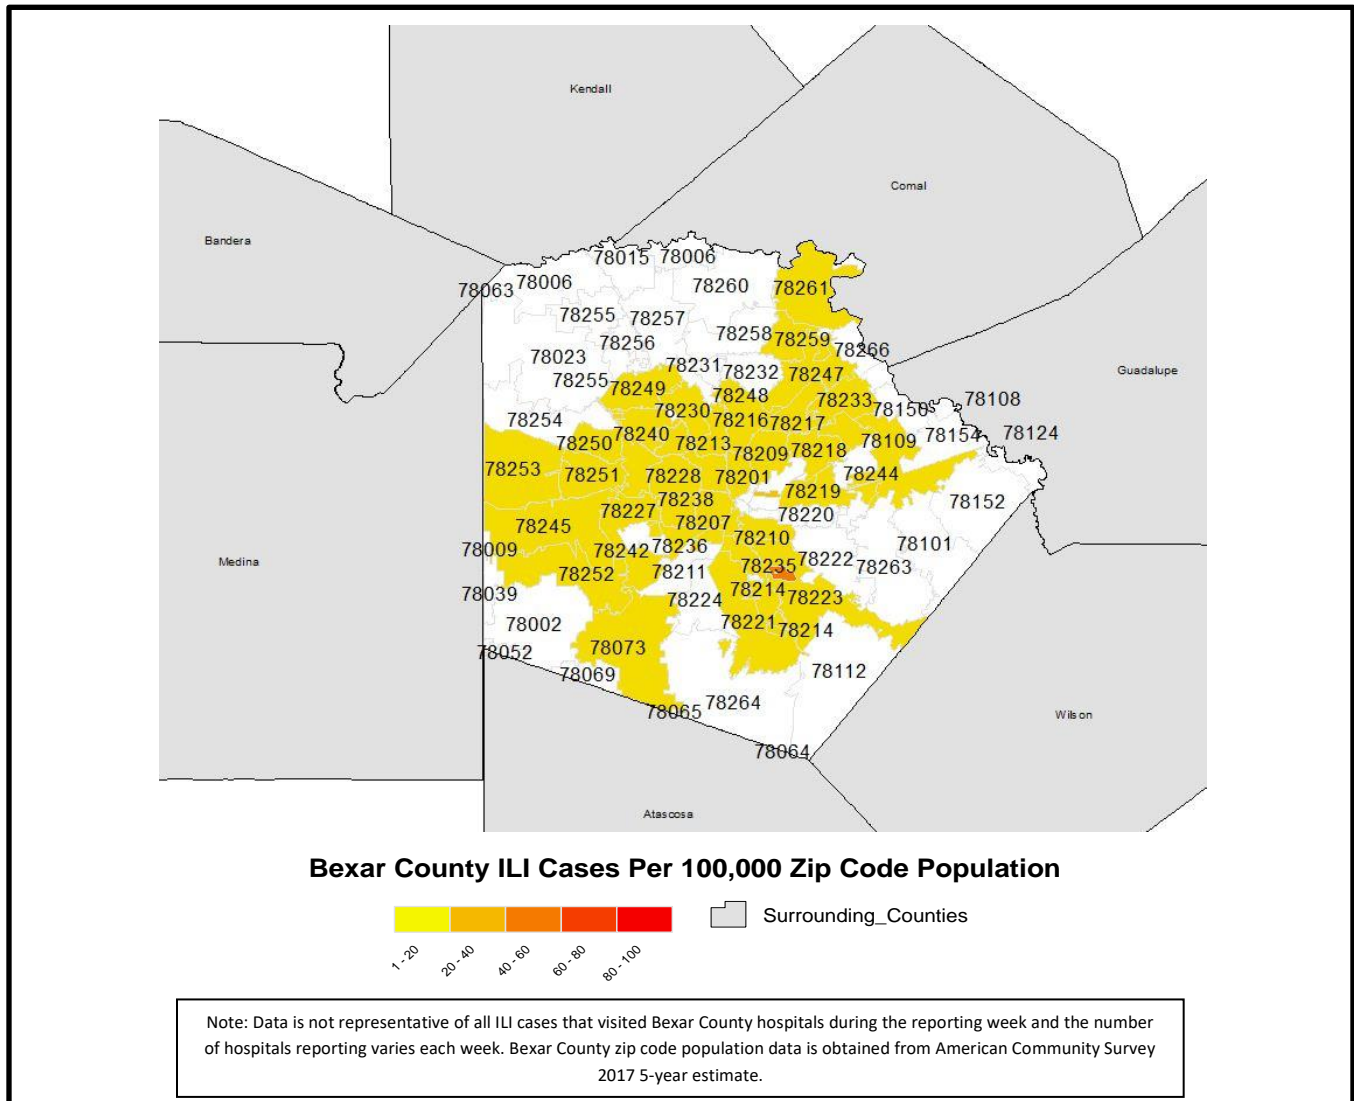 Kendall
Comal
Bandera
78015 78006
78063 78006 78260 78261
78255 78257
78258 78259
78256 78266
78023
78231 78232 78247
Guadalupe
78255 78249 78248
78233 78150 78108
78230
78254 78216 78217
78250 78240 78213 78109 78154 78124
78209 78218
78253 78251 78228 78201 78244
78238 78219
78227 78220 78152
78245 78207
78210 78101
78009 78242 78236 78222
Medina
78252 78211 78235 78263
78039 78224 78214 78223
78002 78221 78214
78052 78073
78069 78112
78065 78264
Wilson
78064
Atascosa
Bexar County ILI Cases Per 100,000 Zip Code Population
Surrounding_Counties
1 - 20
20 - 40
40 - 60
60 - 80
80 - 100
Note: Data is not representative of all ILI cases that visited Bexar County hospitals during the reporting week and the number
of hospitals reporting varies each week. Bexar County zip code population data is obtained from American Community Survey
2017 5-year estimate.